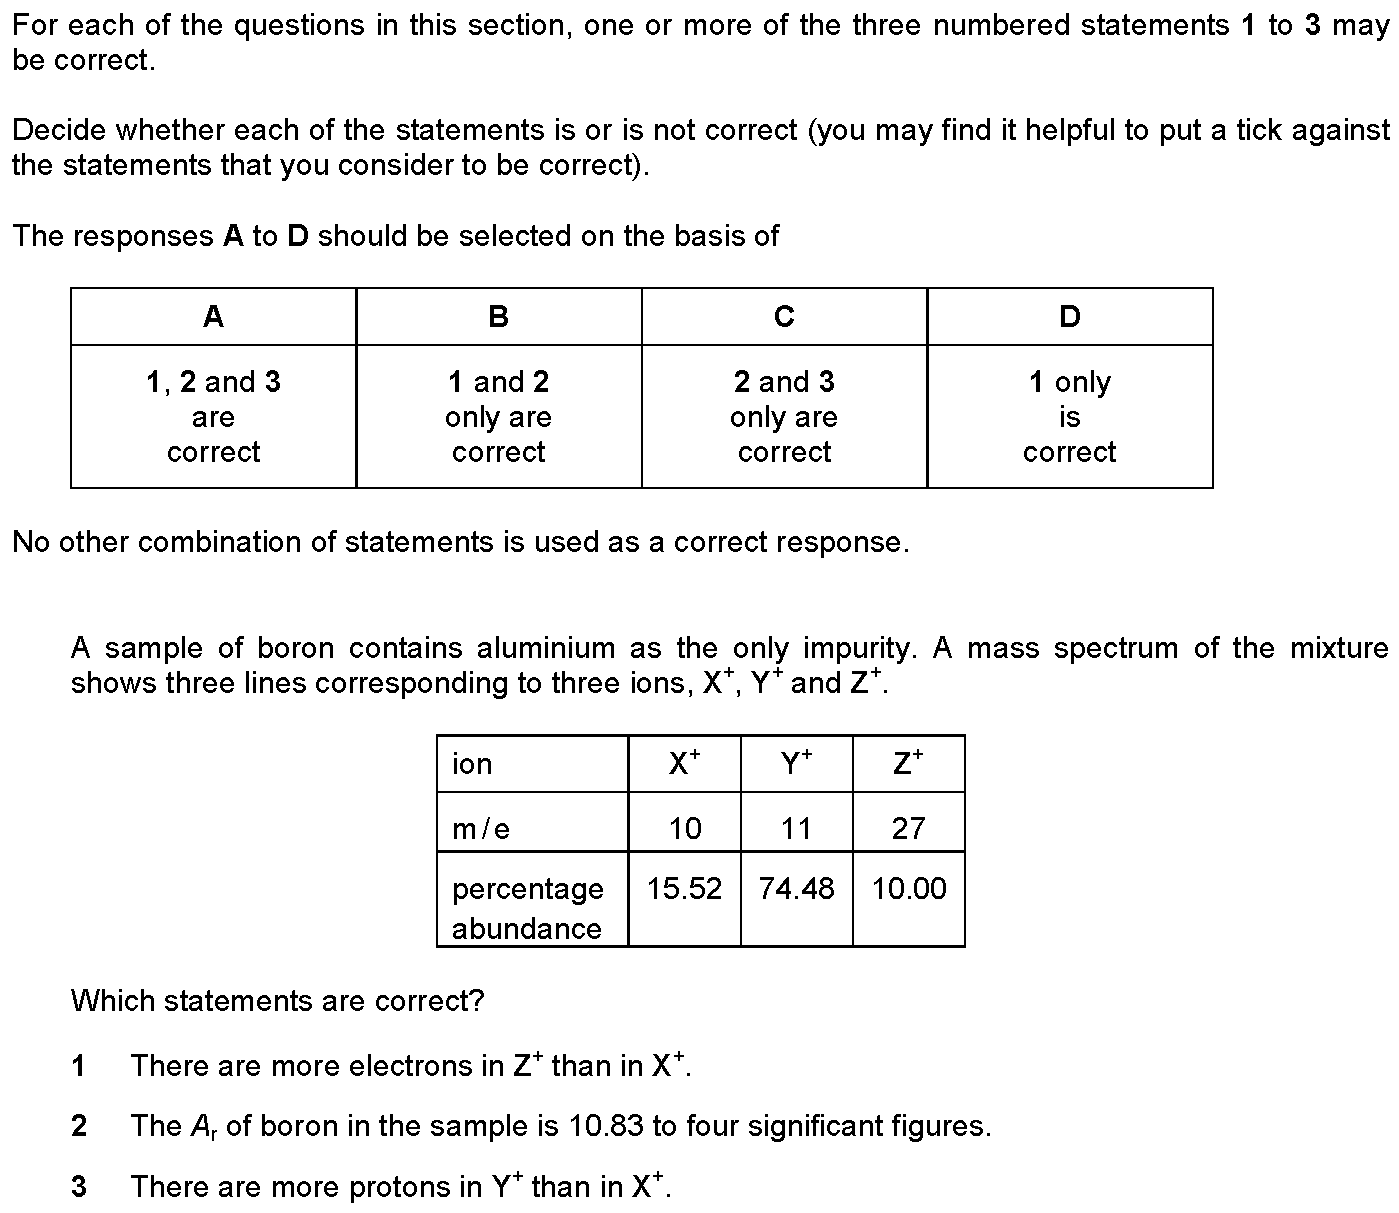 For each of the questions in this section, one or more of the three numbered statements 1 to 3 may
be correct.
Decide whether each of the statements is or is not correct (you may find it helpful to put a tick against
the statements that you consider to be correct).
The responses A to D should be selected on the basis of
A B C D
1, 2 and 3 1 and 2 2 and 3 1 only
are only are only are is
correct correct correct correct
No other combination of statements is used as a correct response.
A sample of boron contains aluminium as the only impurity. A mass spectrum of the mixture
shows three lines corresponding to three ions, X⁺, Y⁺ and Z⁺.
ion X⁺ Y⁺ Z⁺
m/e 10 11 27
percentage 15.52 74.48 10.00
abundance
Which statements are correct?
1 There are more electrons in Z⁺ than in X⁺.
2 The Aᵣ of boron in the sample is 10.83 to four significant figures.
3 There are more protons in Y⁺ than in X⁺.